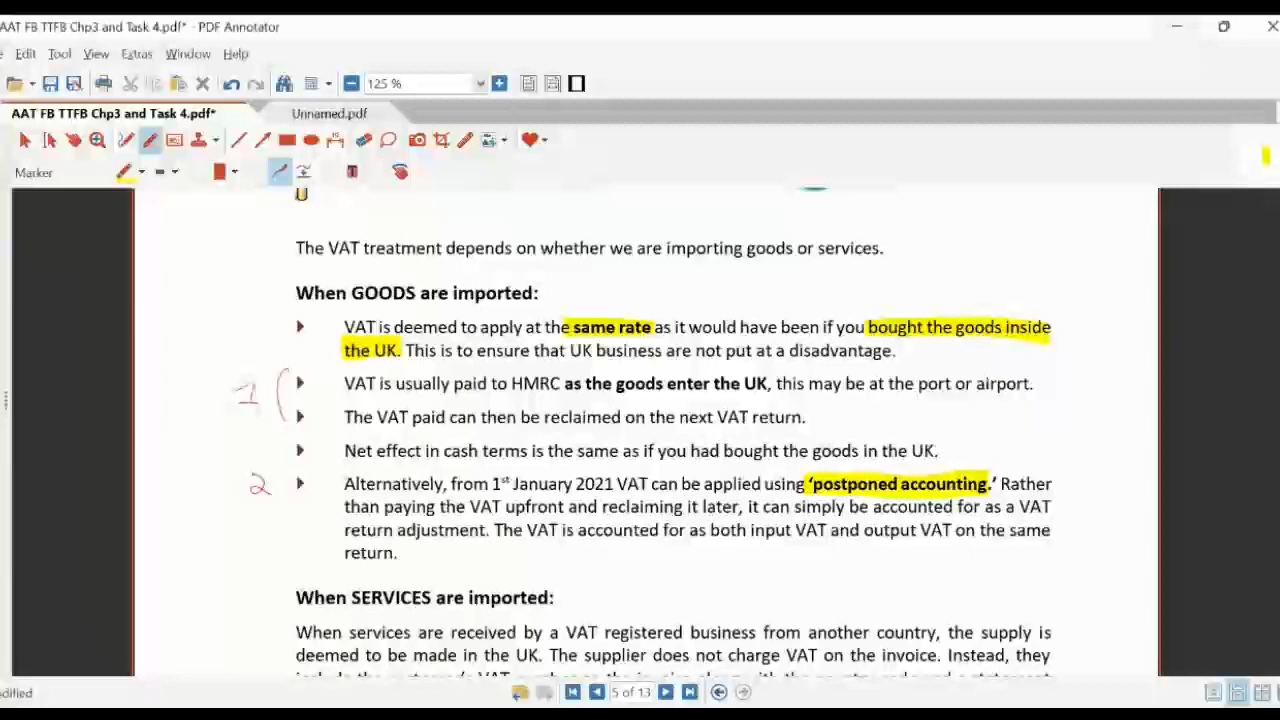 AAT FB TTFB Chp3 and Task 4.pdf* - PDF Annotator
Edit Tool View Extras Window Help
125 %
AAT FB TTFB Chp3 and Task 4.pdf* Unnamed.pdf
Marker
The VAT treatment depends on whether we are importing goods or services.
When GOODS are imported:
VAT is deemed to apply at the same rate as it would have been if you bought the goods inside
the UK. This is to ensure that UK business are not put at a disadvantage.
1
VAT is usually paid to HMRC as the goods enter the UK, this may be at the port or airport.
The VAT paid can then be reclaimed on the next VAT return.
Net effect in cash terms is the same as if you had bought the goods in the UK.
2
Alternatively, from 1st January 2021 VAT can be applied using ‘postponed accounting.’ Rather
than paying the VAT upfront and reclaiming it later, it can simply be accounted for as a VAT
return adjustment. The VAT is accounted for as both input VAT and output VAT on the same
return.
When SERVICES are imported:
When services are received by a VAT registered business from another country, the supply is
deemed to be made in the UK. The supplier does not charge VAT on the invoice. Instead, they
5 of 13